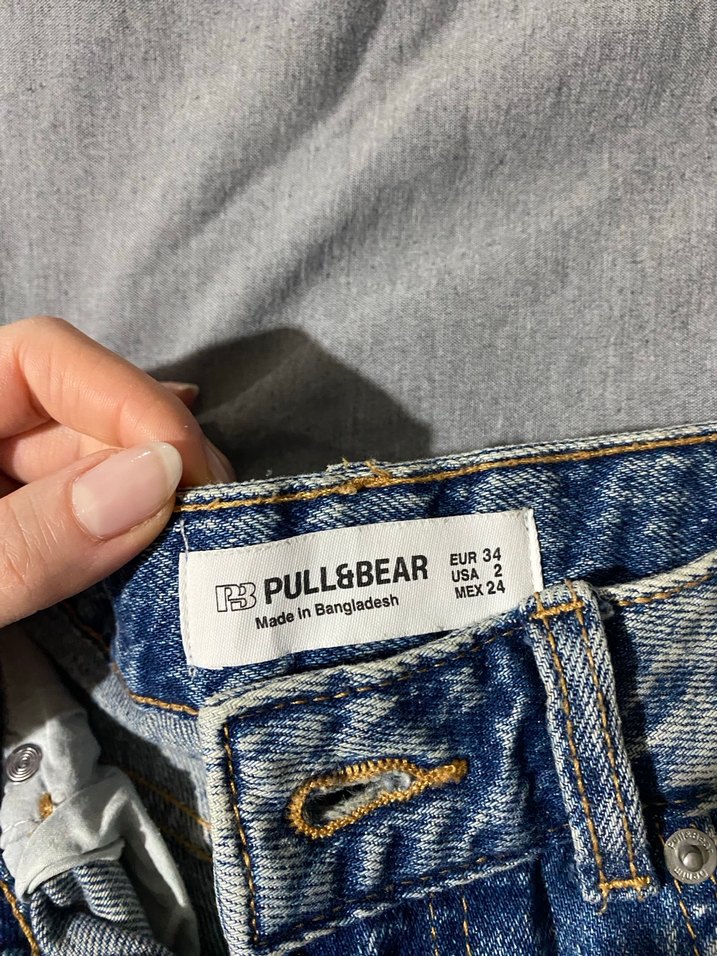 PB PULL&BEAR
Made in Bangladesh
EUR 34
USA 2
MEX 24